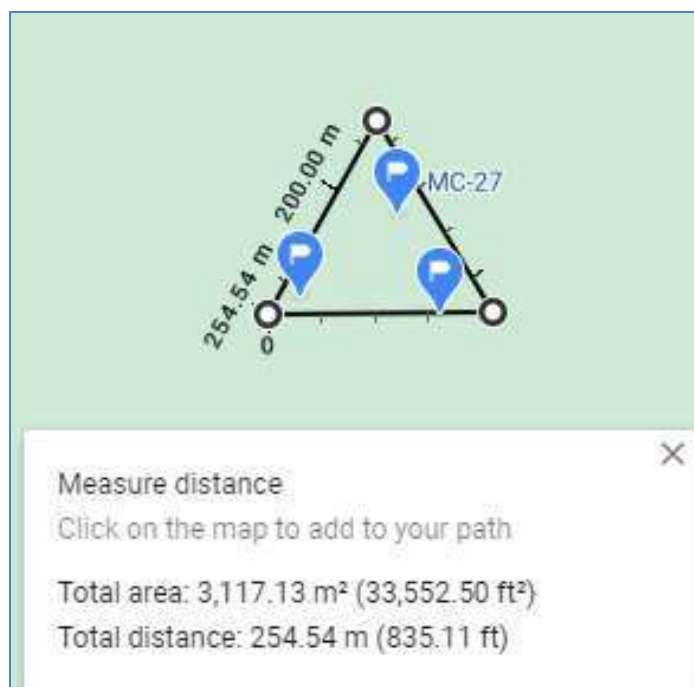 200.00 m
MC-27
254.54 m
0
Measure distance
Click on the map to add to your path
Total area: 3,117.13 m² (33,552.50 ft²)
Total distance: 254.54 m (835.11 ft)